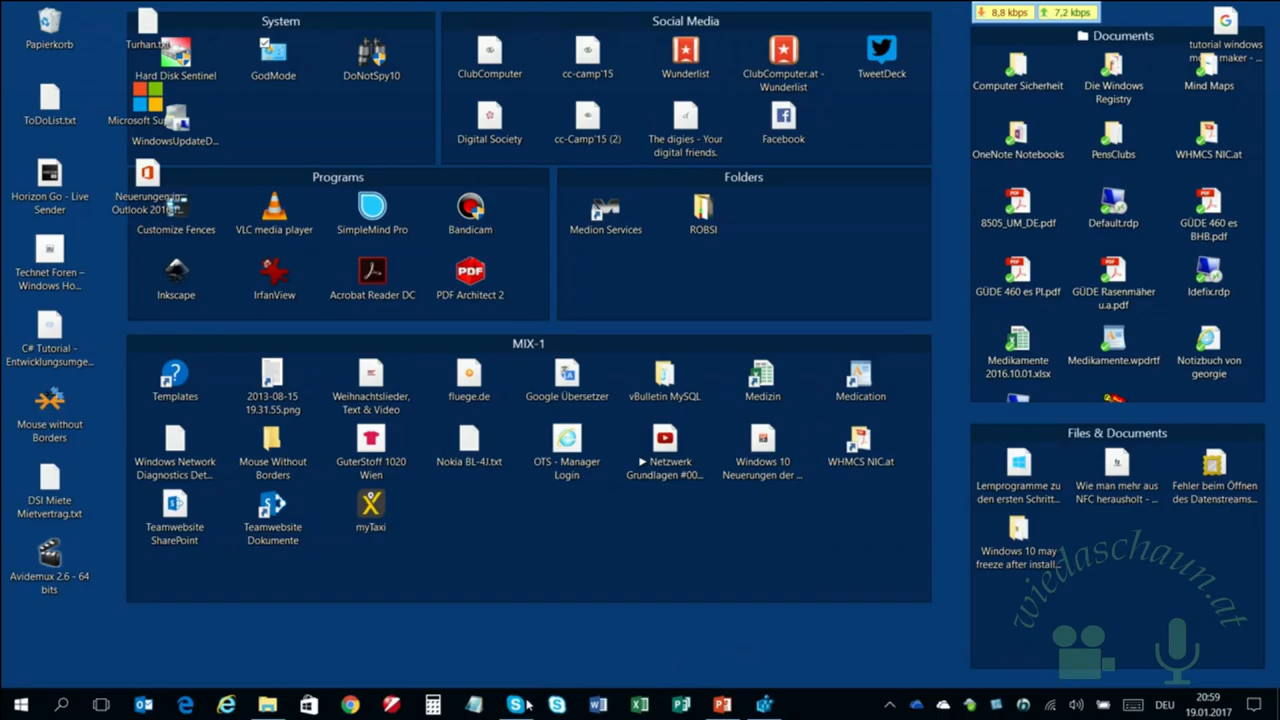 Papierkorb
ToDoList.txt
Horizon Go - Live
Sender
Technet Foren –
Windows Ho...
C# Tutorial -
Entwicklungsumge...
Mouse without
Borders
DSI Miete
Mietvertrag.txt
Avidemux 2.6 - 64
bits
Microsoft Su
Neuerungen in
Outlook 2016
System
Hard Disk Sentinel
GodMode
DoNotSpy10
WindowsUpdateD...
Social Media
ClubComputer
cc-camp'15
Wunderlist
ClubComputer.at -
Wunderlist
TweetDeck
Digital Society
cc-Camp'15 (2)
The digies - Your
digital friends.
Facebook
Programs
Customize Fences
VLC media player
SimpleMind Pro
Bandicam
Inkscape
IrfanView
Acrobat Reader DC
PDF Architect 2
PDF
Folders
Medion Services
ROBSI
MIX-1
Templates
2013-08-15
19.31.55.png
Weihnachtslieder,
Text & Video
fluege.de
Google Übersetzer
vBulletin MySQL
Medizin
Medication
Windows Network
Diagnostics Det...
Mouse Without
Borders
GuterStoff 1020
Wien
Nokia BL-4J.txt
OTS - Manager
Login
▶ Netzwerk
Grundlagen #00...
Windows 10
Neuerungen der ...
WHMCS NIC.at
Teamwebsite
SharePoint
Teamwebsite
Dokumente
myTaxi
8,8 kbps
7,2 kbps
Documents
tutorial windows
maker - ...
Computer Sicherheit
Die Windows
Registry
Mind Maps
OneNote Notebooks
PensClubs
WHMCS NIC.at
8505_UM_DE.pdf
Default.rdp
GÜDE 460 es
BHB.pdf
GÜDE 460 es PI.pdf
GÜDE Rasenmäher
u.a.pdf
Idefix.rdp
Medikamente
2016.10.01.xlsx
Medikamente.wpdrtf
Notizbuch von
georgie
Files & Documents
Lernprogramme zu
den ersten Schritt...
Wie man mehr aus
NFC herausholt - ...
Fehler beim Öffnen
des Datenstreams...
Windows 10 may
freeze after install...
wiedaschaun.at
DEU
20:59
19.01.2017